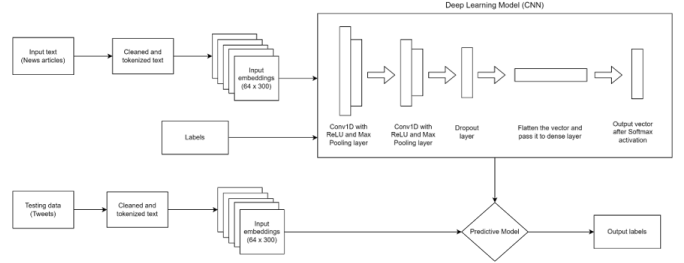 Deep Learning Model (CNN)
Input text
(News articles)
Cleaned and
tokenized text
Input
embeddings
(64 x 300)
Labels
Conv1D with
ReLU and Max
Pooling layer
Conv1D with
ReLU and Max
Pooling layer
Dropout
layer
Flatten the vector and
pass it to dense layer
Output vector
after Softmax
activation
Testing data
(Tweets)
Cleaned and
tokenized text
Input
embeddings
(64 x 300)
Predictive Model
Output labels